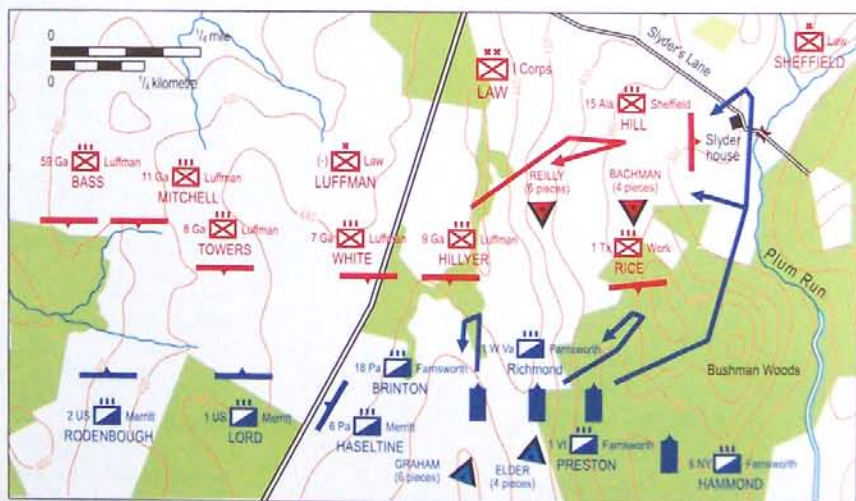 0 1/4 mile
0 1/4 kilometre
LAW
1 Corps
Slyder's Lane
Law
SHEFFIELD
15 Ala Sheffield
HILL
Slyder
house
59 Ga Luffman
BASS
11 Ga Luffman
MITCHELL
(-) Law
LUFFMAN
REILLY
(6 pieces)
BACHMAN
(4 pieces)
8 Ga Luffman
TOWERS
7 Ga Luffman
WHITE
9 Ga Luffman
HILLYER
1 Tx Work
RICE
Plum Run
1 W Va Farnsworth
Richmond
18 Pa Farnsworth
BRINTON
Bushman Woods
2 US Merritt
RODENBOUGH
1 US Merritt
LORD
6 Pa Merritt
HASELTINE
1 Vt Farnsworth
PRESTON
GRAHAM
(6 pieces)
ELDER
(4 pieces)
5 NY Farnsworth
HAMMOND